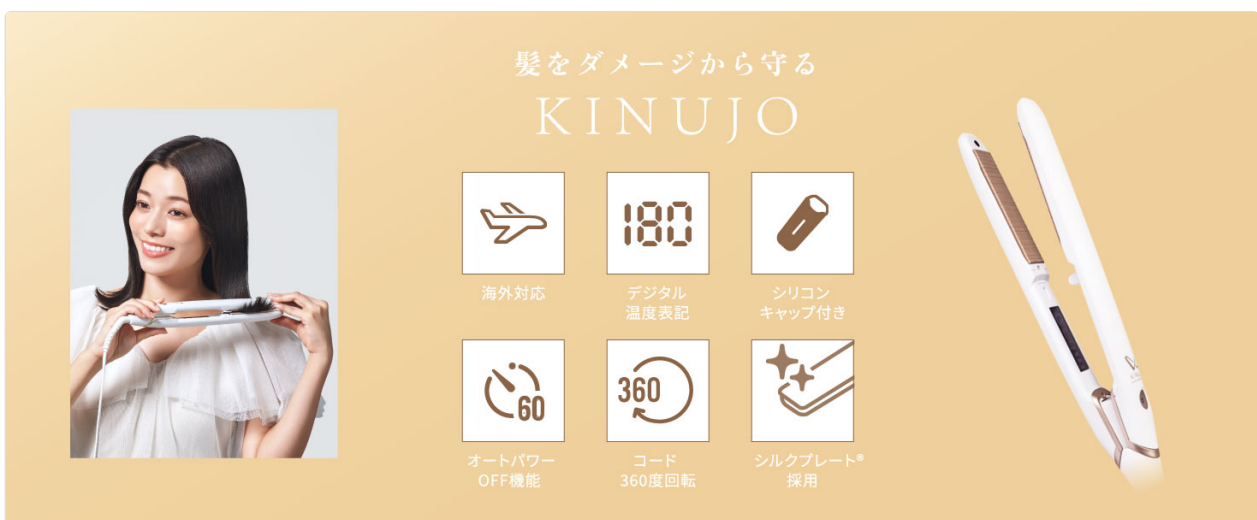 髪をダメージから守る
KINUJO
180
海外対応
デジタル
温度表記
シリコン
キャップ付き
60
360
オートパワー
OFF機能
コード
360度回転
シルクプレート®
採用